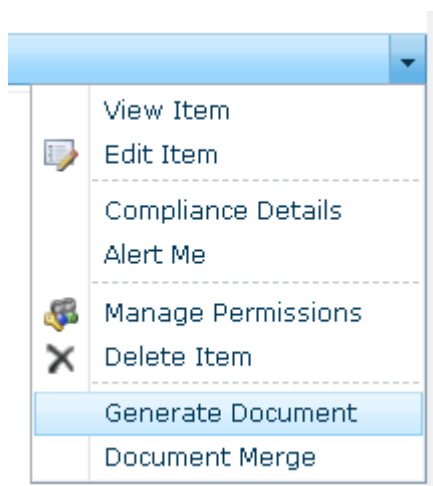 View Item
Edit Item
Compliance Details
Alert Me
Manage Permissions
Delete Item
Generate Document
Document Merge